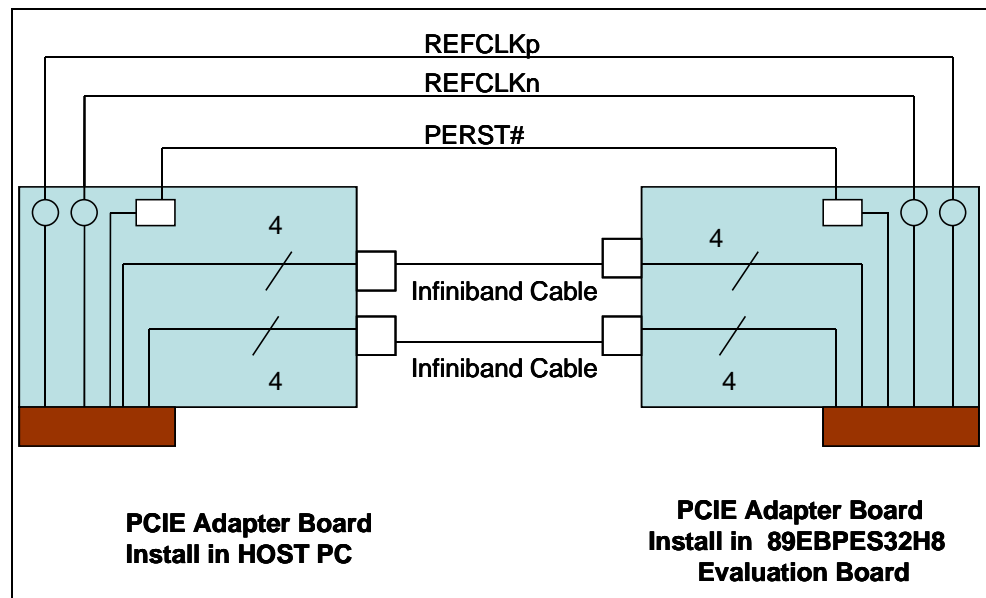 REFCLKp
REFCLKn
PERST#
4
4
Infiniband Cable
Infiniband Cable
4
4
PCIE Adapter Board
Install in HOST PC
PCIE Adapter Board
Install in 89EBPES32H8
Evaluation Board